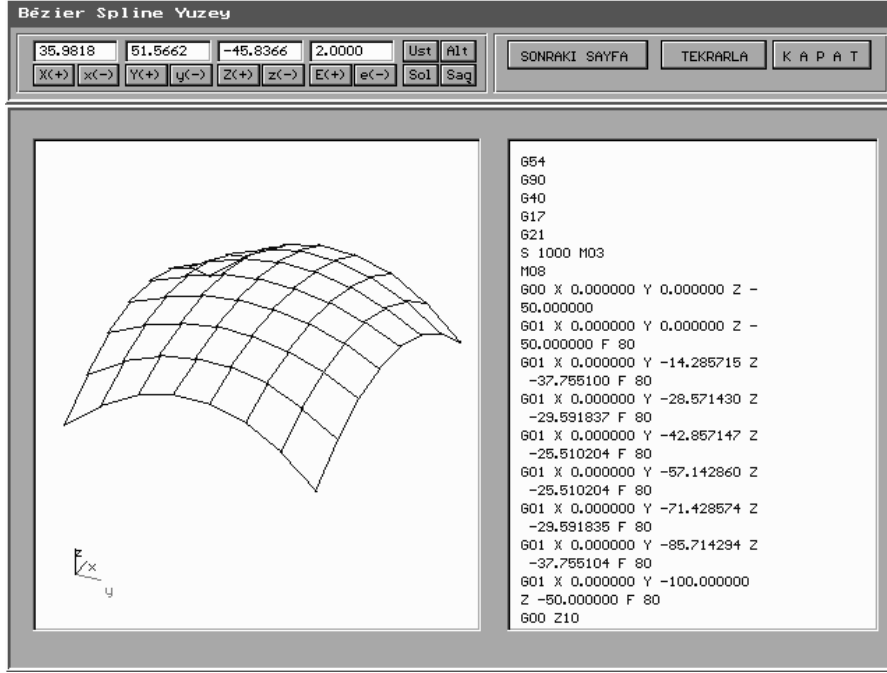 Bézier Spline Yuzey
35.9818 51.5662 -45.8366 2.0000 Ust Alt
X(+) x(-) Y(+) y(-) Z(+) z(-) E(+) e(-) Sol Sag
SONRAKI SAYFA TEKRARLA K A P A T
G54
G90
G40
G17
G21
S 1000 M03
M08
G00 X 0.000000 Y 0.000000 Z -
50.000000
G01 X 0.000000 Y 0.000000 Z -
50.000000 F 80
G01 X 0.000000 Y -14.285715 Z
-37.755100 F 80
G01 X 0.000000 Y -28.571430 Z
-29.591837 F 80
G01 X 0.000000 Y -42.857147 Z
-25.510204 F 80
G01 X 0.000000 Y -57.142860 Z
-25.510204 F 80
G01 X 0.000000 Y -71.428574 Z
-29.591835 F 80
G01 X 0.000000 Y -85.714294 Z
-37.755104 F 80
G01 X 0.000000 Y -100.000000
Z -50.000000 F 80
G00 Z10
z
x
y